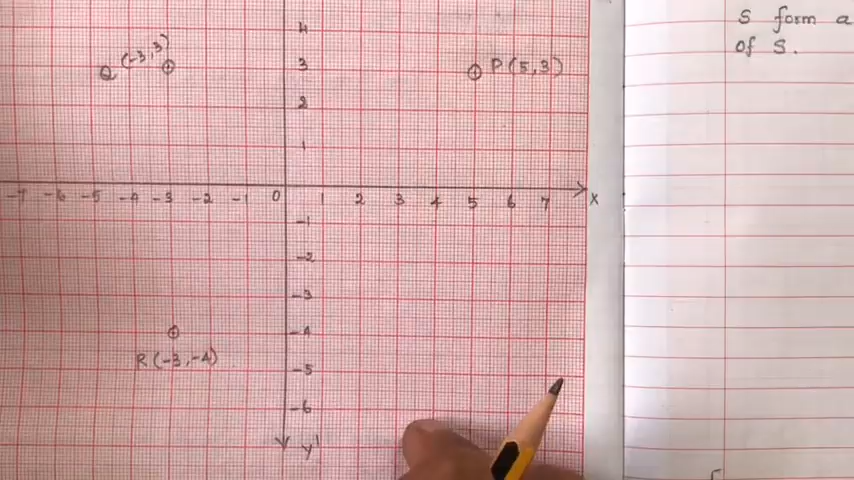 S form a
of S.
4
Q (-3,3)
3
P(5,3)
2
1
-7 -6 -5 -4 -3 -2 -1 0 1 2 3 4 5 6 7 X
-1
-2
-3
-4
R(-3,-4)
-5
-6
Y'